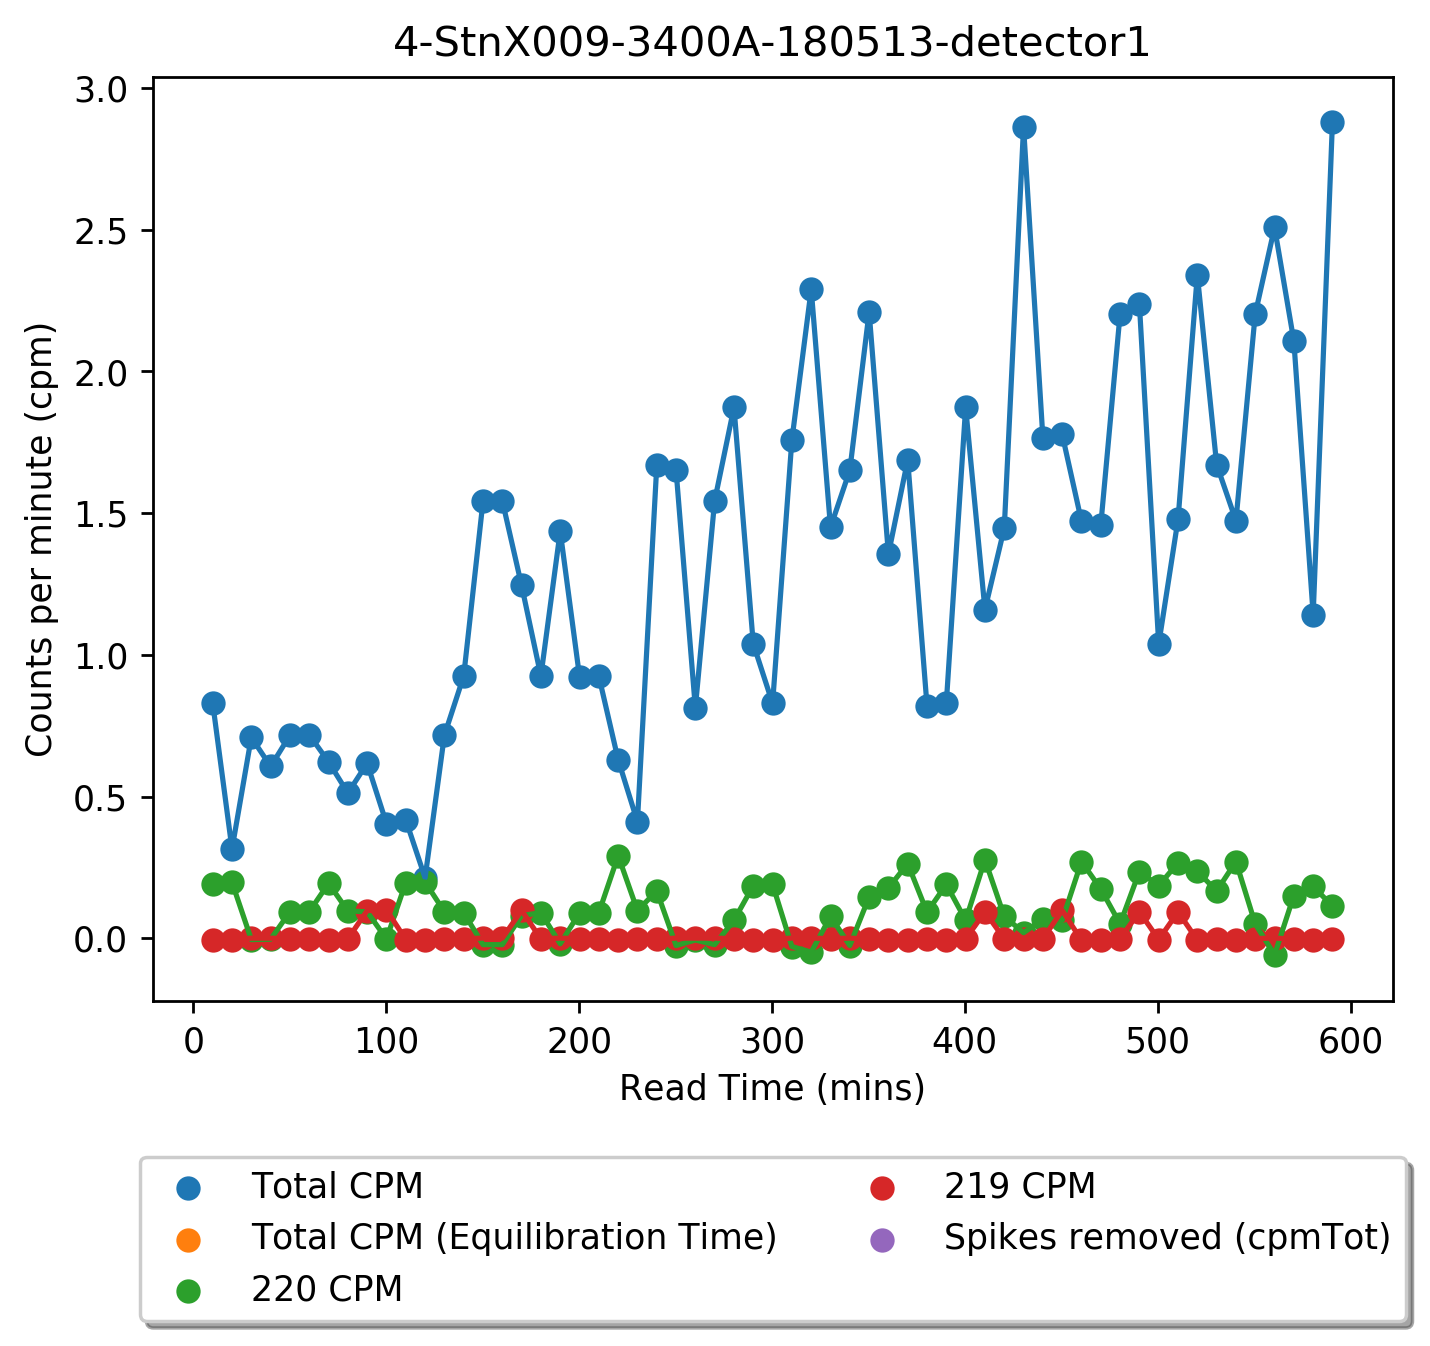 4-StnX009-3400A-180513-detector1
3.0
2.5
2.0
1.5
1.0
0.5
0.0
Counts per minute (cpm)
0 100 200 300 400 500 600
Read Time (mins)
Total CPM
Total CPM (Equilibration Time)
220 CPM
219 CPM
Spikes removed (cpmTot)